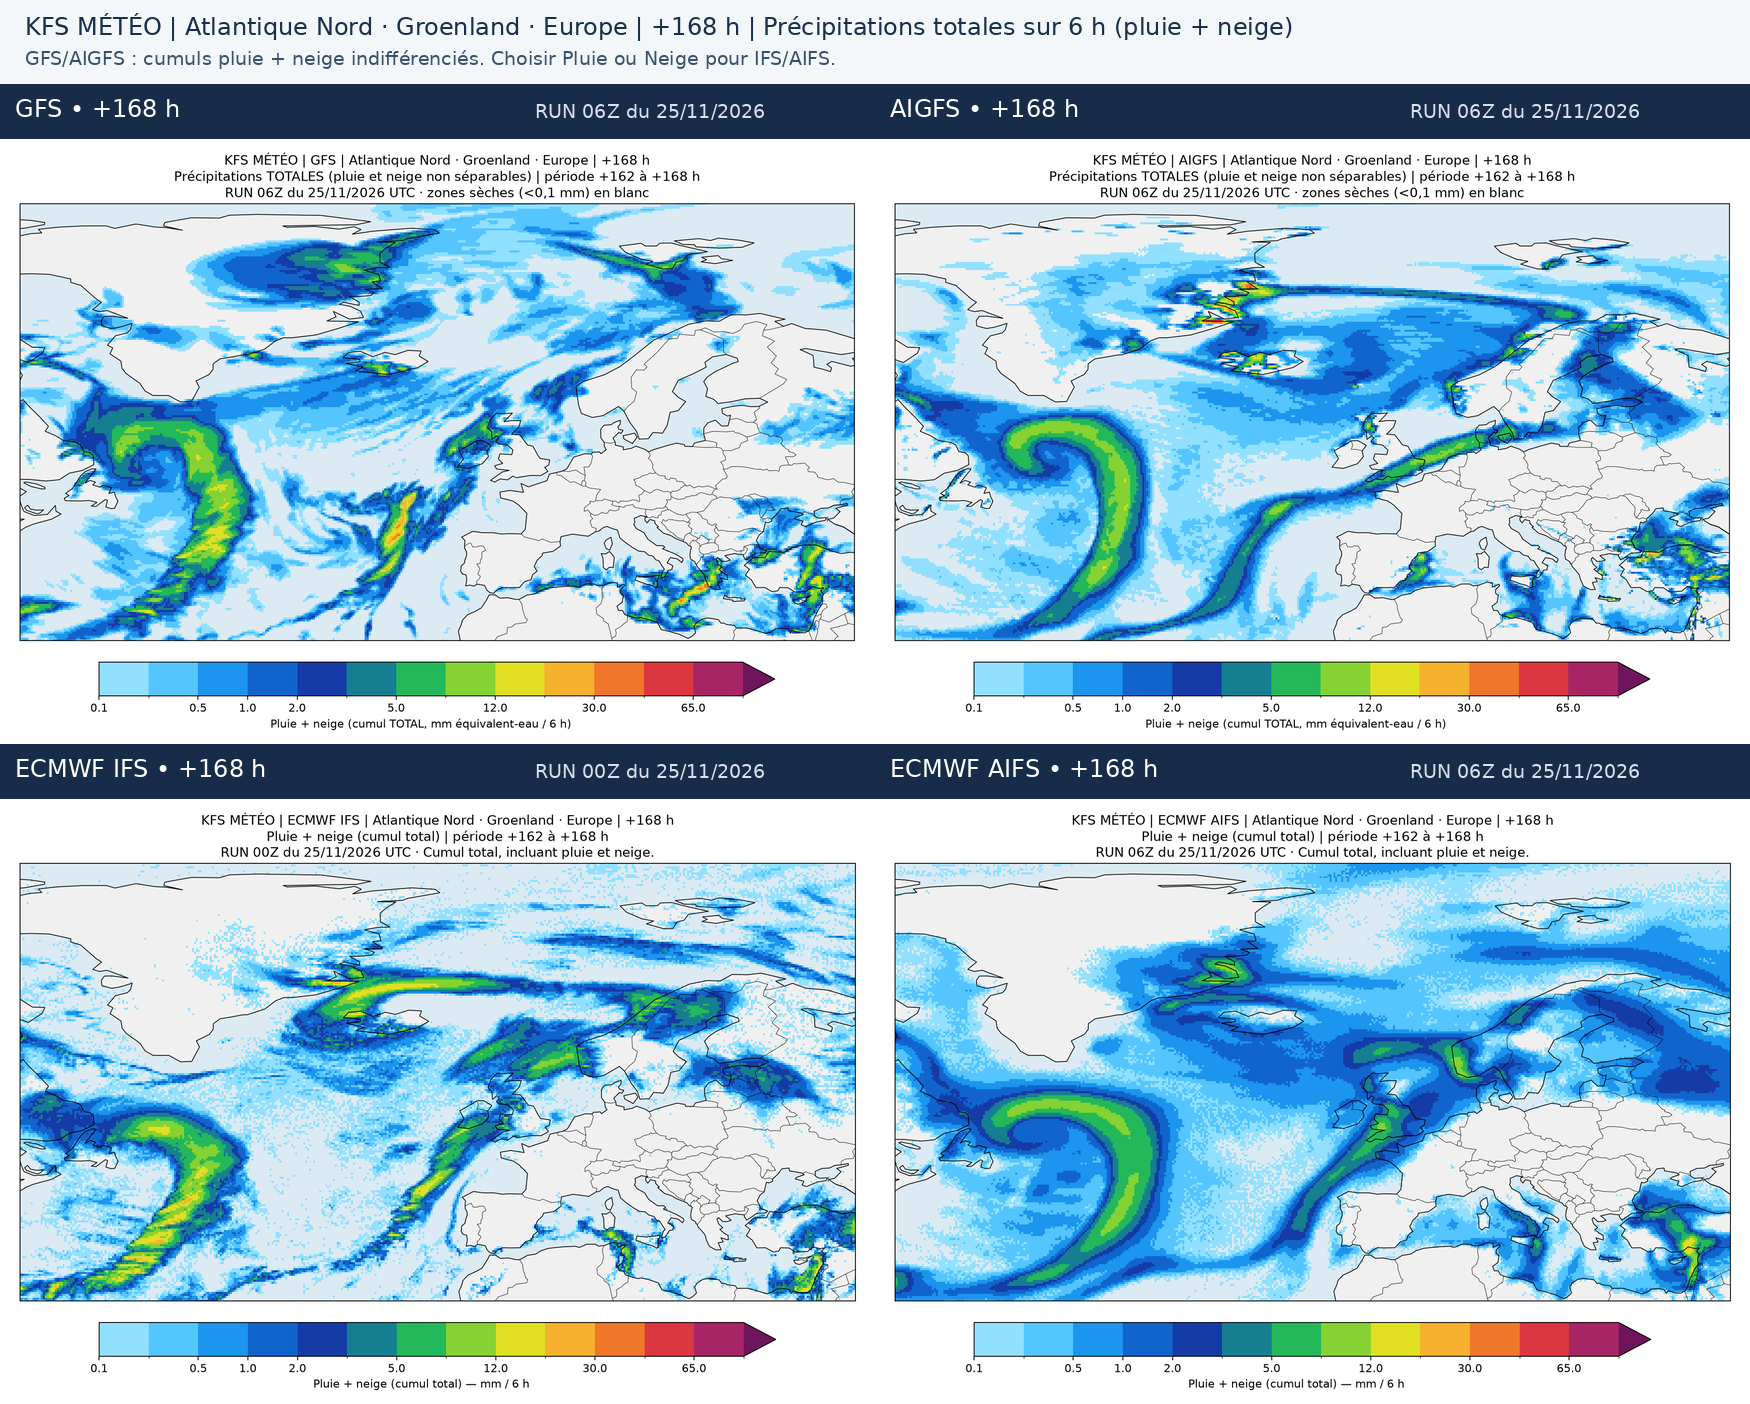 KFS MÉTÉO | Atlantique Nord · Groenland · Europe | +168 h | Précipitations totales sur 6 h (pluie + neige)
GFS/AIGFS : cumuls pluie + neige indifférenciés. Choisir Pluie ou Neige pour IFS/AIFS.
GFS • +168 h RUN 06Z du 25/11/2026
KFS MÉTÉO | GFS | Atlantique Nord · Groenland · Europe | +168 h
Précipitations TOTALES (pluie et neige non séparables) | période +162 à +168 h
RUN 06Z du 25/11/2026 UTC · zones sèches (<0,1 mm) en blanc
0.1 0.5 1.0 2.0 5.0 12.0 30.0 65.0
Pluie + neige (cumul TOTAL, mm équivalent-eau / 6 h)
AIGFS • +168 h RUN 06Z du 25/11/2026
KFS MÉTÉO | AIGFS | Atlantique Nord · Groenland · Europe | +168 h
Précipitations TOTALES (pluie et neige non séparables) | période +162 à +168 h
RUN 06Z du 25/11/2026 UTC · zones sèches (<0,1 mm) en blanc
0.1 0.5 1.0 2.0 5.0 12.0 30.0 65.0
Pluie + neige (cumul TOTAL, mm équivalent-eau / 6 h)
ECMWF IFS • +168 h RUN 00Z du 25/11/2026
KFS MÉTÉO | ECMWF IFS | Atlantique Nord · Groenland · Europe | +168 h
Pluie + neige (cumul total) | période +162 à +168 h
RUN 00Z du 25/11/2026 UTC · Cumul total, incluant pluie et neige.
0.1 0.5 1.0 2.0 5.0 12.0 30.0 65.0
Pluie + neige (cumul total) — mm / 6 h
ECMWF AIFS • +168 h RUN 06Z du 25/11/2026
KFS MÉTÉO | ECMWF AIFS | Atlantique Nord · Groenland · Europe | +168 h
Pluie + neige (cumul total) | période +162 à +168 h
RUN 06Z du 25/11/2026 UTC · Cumul total, incluant pluie et neige.
0.1 0.5 1.0 2.0 5.0 12.0 30.0 65.0
Pluie + neige (cumul total) — mm / 6 h